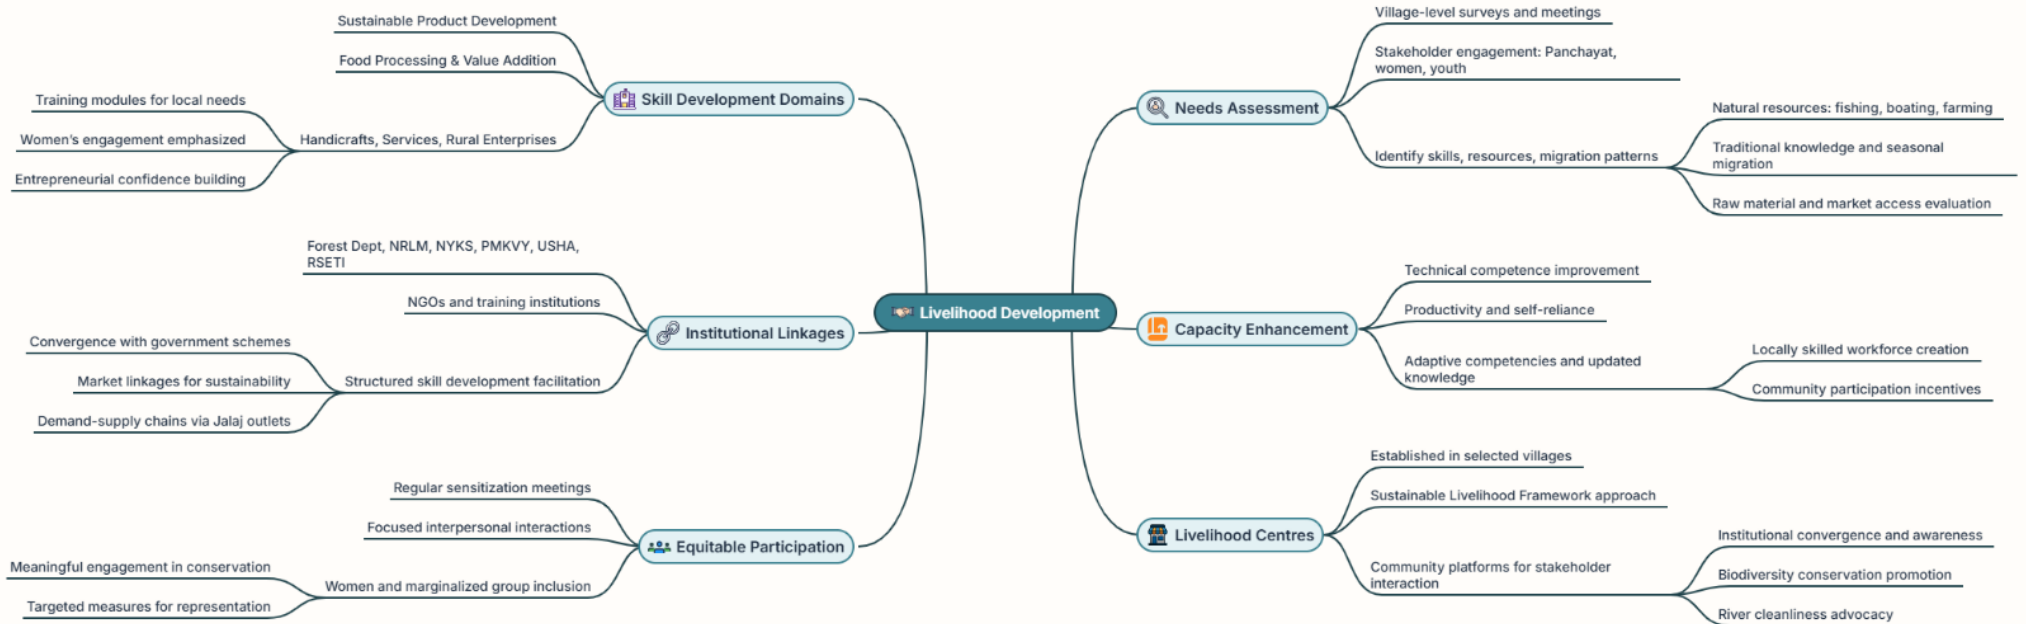 Livelihood Development
Skill Development Domains
Sustainable Product Development
Food Processing & Value Addition
Handicrafts, Services, Rural Enterprises
Training modules for local needs
Women's engagement emphasized
Entrepreneurial confidence building
Institutional Linkages
Forest Dept, NRLM, NYKS, PMKVY, USHA,
RSETI
NGOs and training institutions
Structured skill development facilitation
Convergence with government schemes
Market linkages for sustainability
Demand-supply chains via Jalaj outlets
Equitable Participation
Regular sensitization meetings
Focused interpersonal interactions
Women and marginalized group inclusion
Meaningful engagement in conservation
Targeted measures for representation
Needs Assessment
Village-level surveys and meetings
Stakeholder engagement: Panchayat,
women, youth
Identify skills, resources, migration patterns
Natural resources: fishing, boating, farming
Traditional knowledge and seasonal
migration
Raw material and market access evaluation
Capacity Enhancement
Technical competence improvement
Productivity and self-reliance
Adaptive competencies and updated
knowledge
Locally skilled workforce creation
Community participation incentives
Livelihood Centres
Established in selected villages
Sustainable Livelihood Framework approach
Community platforms for stakeholder
interaction
Institutional convergence and awareness
Biodiversity conservation promotion
River cleanliness advocacy